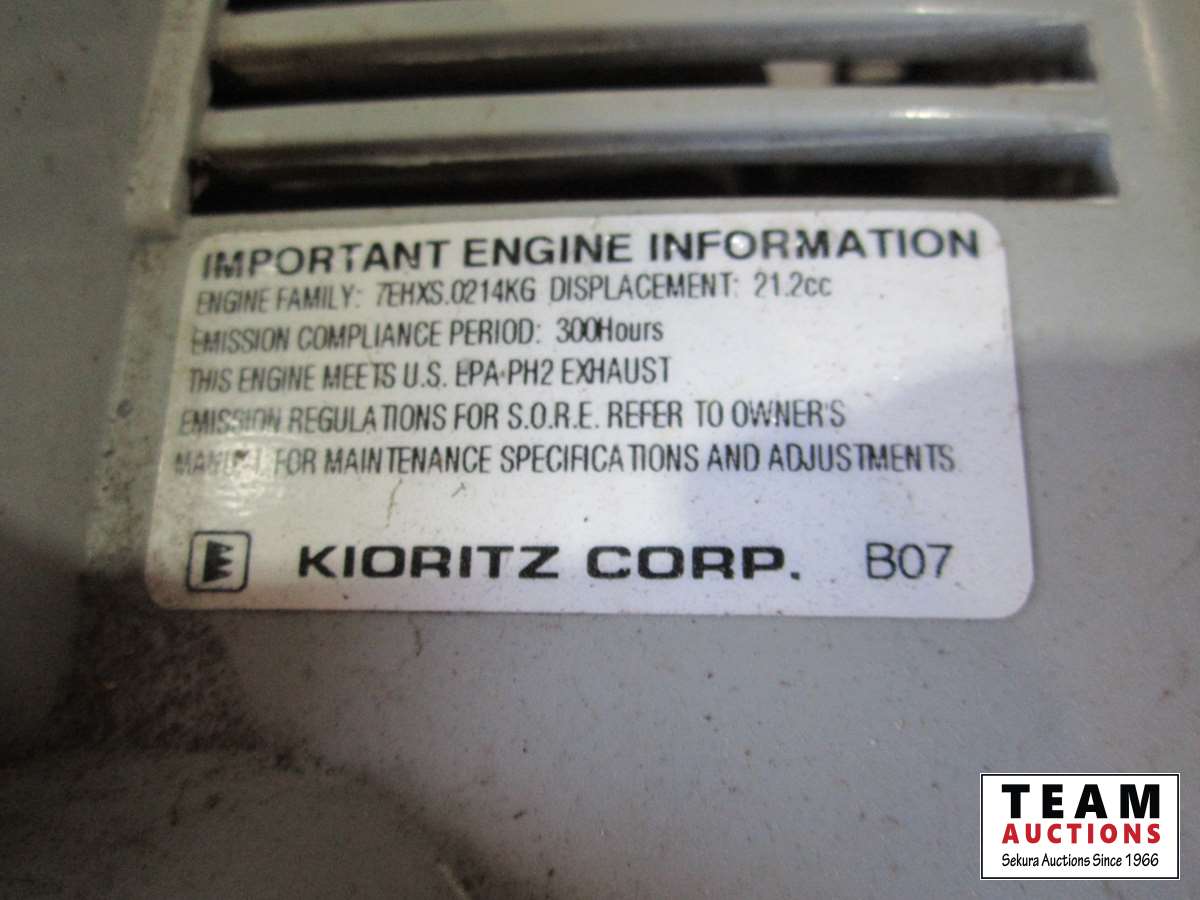 IMPORTANT ENGINE INFORMATION
ENGINE FAMILY: 7EHXS.0214KG DISPLACEMENT: 21.2cc
EMISSION COMPLIANCE PERIOD: 300Hours
THIS ENGINE MEETS U.S. EPA-PH2 EXHAUST
EMISSION REGULATIONS FOR S.O.R.E. REFER TO OWNER'S
MANUAL FOR MAINTENANCE SPECIFICATIONS AND ADJUSTMENTS
KIORITZ CORP. B07
TEAM
AUCTIONS
Sekura Auctions Since 1966